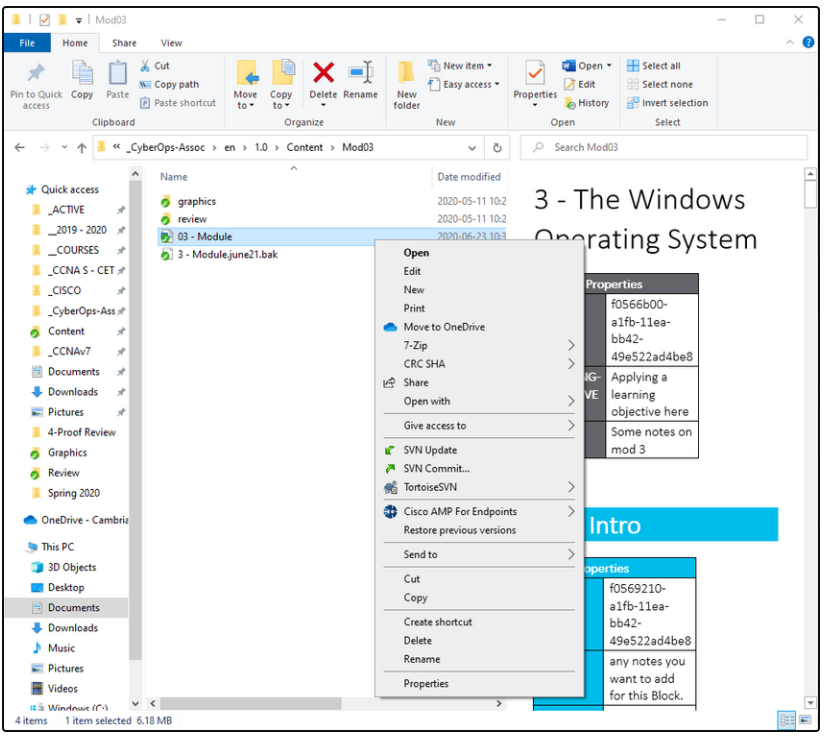 Mod03
File Home Share View
Pin to Quick access
Copy
Paste
Cut
Copy path
Paste shortcut
Clipboard
Move to
Copy to
Delete
Rename
Organize
New folder
New item
Easy access
New
Properties
Open
Edit
History
Open
Select all
Select none
Invert selection
Select
« _CyberOps-Assoc > en > 1.0 > Content > Mod03
Search Mod03
Quick access
_ACTIVE
__2019 - 2020
__COURSES
_CCNA S - CET
_CISCO
_CyberOps-Ass
Content
_CCNAv7
Documents
Downloads
Pictures
4-Proof Review
Graphics
Review
Spring 2020
OneDrive - Cambria
This PC
3D Objects
Desktop
Documents
Downloads
Music
Pictures
Videos
Windows (C:)
Name Date modified
graphics 2020-05-11 10:2
review 2020-05-11 10:2
03 - Module 2020-06-23 10:3
3 - Module.june21.bak
Open
Edit
New
Print
Move to OneDrive
7-Zip
CRC SHA
Share
Open with
Give access to
SVN Update
SVN Commit...
TortoiseSVN
Cisco AMP For Endpoints
Restore previous versions
Send to
Cut
Copy
Create shortcut
Delete
Rename
Properties
3 - The Windows
Operating System
Properties
f0566b00-
a1fb-11ea-
bb42-
49e522ad4be8
NG-
VE
Applying a
learning
objective here
Some notes on
mod 3
Intro
operties
f0569210-
a1fb-11ea-
bb42-
49e522ad4be8
any notes you
want to add
for this Block.
4 items 1 item selected 6.18 MB